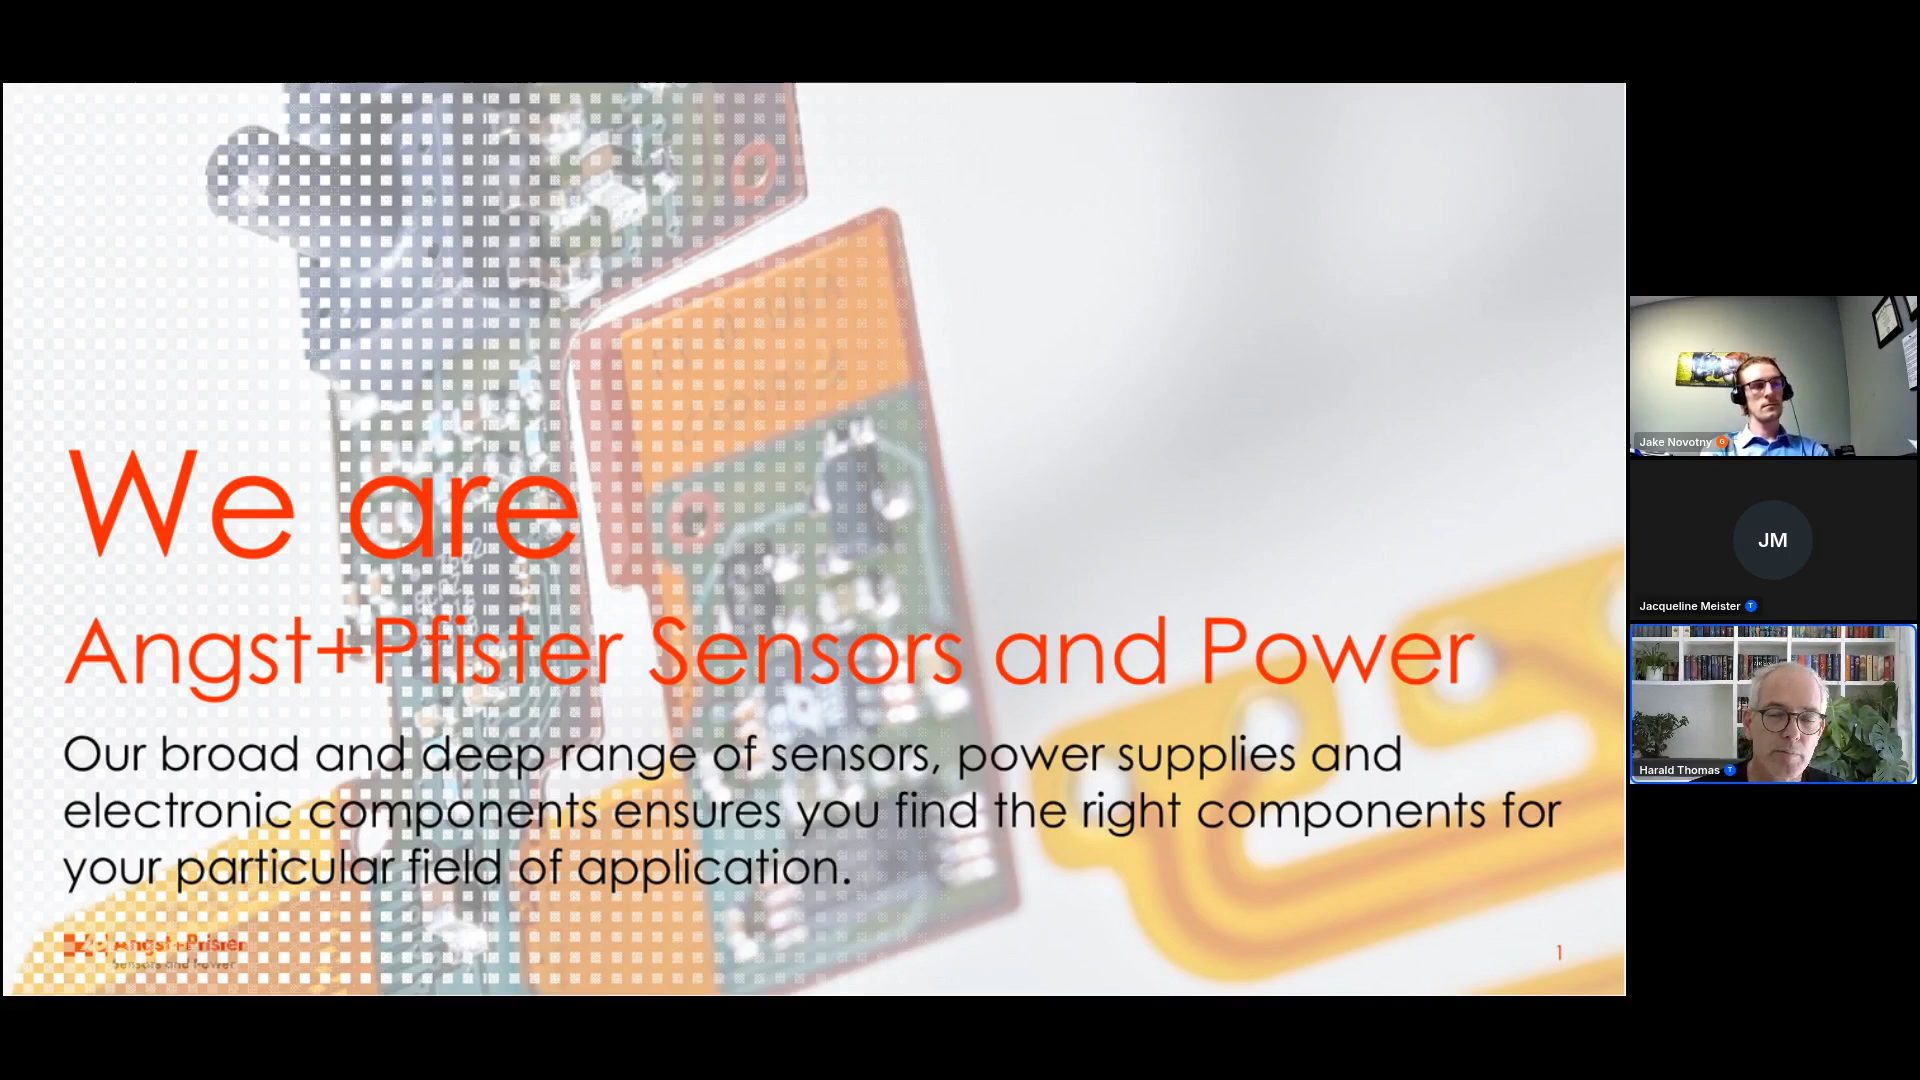 We are
Angst+Pfister Sensors and Power
Our broad and deep range of sensors, power supplies and
electronic components ensures you find the right components for
your particular field of application.
Angst+Pfister
Sensors and Power
1
Jake Novotny G
JM
Jacqueline Meister T
Harald Thomas T